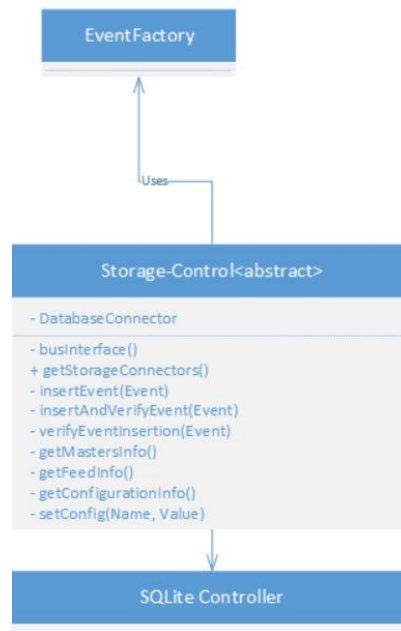 EventFactory
Uses
Storage-Control<abstract>
- DatabaseConnector
- busInterface()
+ getStorageConnectors()
- insertEvent(Event)
- insertAndVerifyEvent(Event)
- verifyEventInsertion(Event)
- getMastersInfo()
- getFeedInfo()
- getConfigurationInfo()
- setConfig(Name, Value)
SQLite Controller